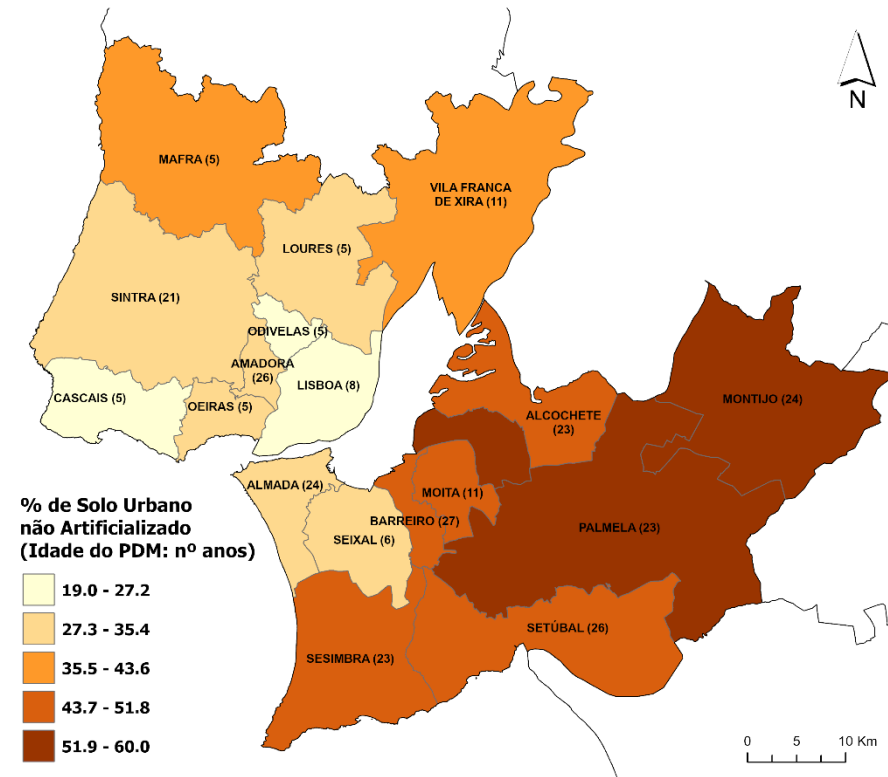 N
MAFRA (5)
VILA FRANCA
DE XIRA (11)
LOURES (5)
SINTRA (21)
ODIVELAS (5)
AMADORA
(26)
LISBOA (8)
CASCAIS (5)
OEIRAS (5)
MONTIJO (24)
ALCOCHETE
(23)
ALMADA (24)
MOITA (11)
BARREIRO (27)
PALMELA (23)
SEIXAL (6)
SETÚBAL (26)
SESIMBRA (23)
% de Solo Urbano
não Artificializado
(Idade do PDM: nº anos)
19.0 - 27.2
27.3 - 35.4
35.5 - 43.6
43.7 - 51.8
51.9 - 60.0
0 5 10 Km